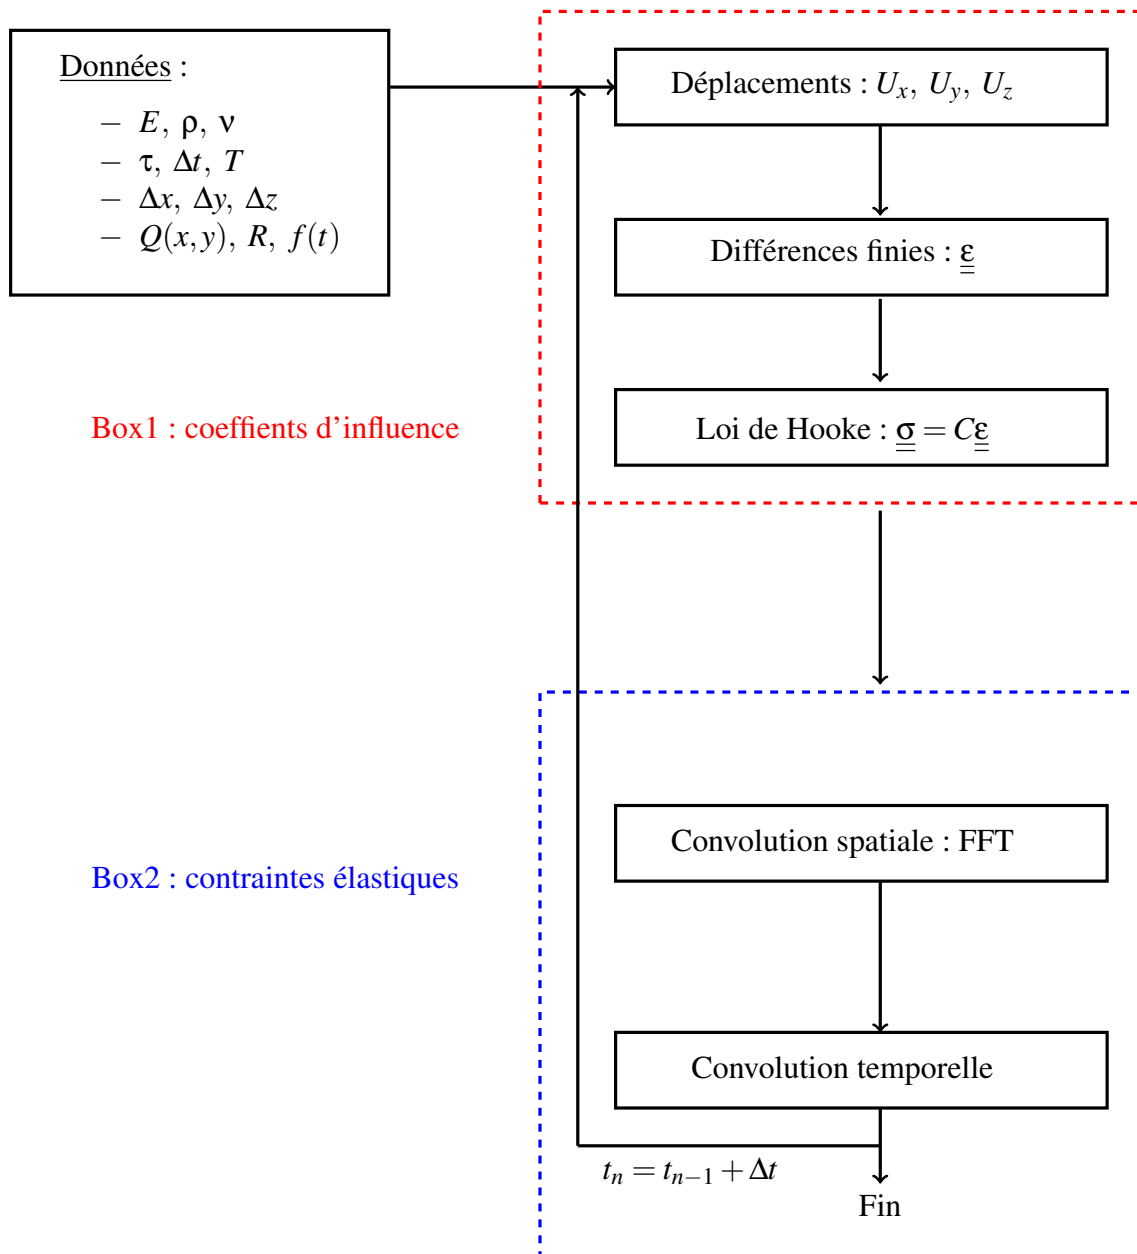 Données :
− E, ρ, ν
− τ, Δt, T
− Δx, Δy, Δz
− Q(x,y), R, f(t)
Déplacements : U_x, U_y, U_z
Différences finies : ε
Loi de Hooke : σ = Cε
Box1 : coeffients d'influence
Convolution spatiale : FFT
Box2 : contraintes élastiques
Convolution temporelle
t_n = t_{n−1} + Δt
Fin